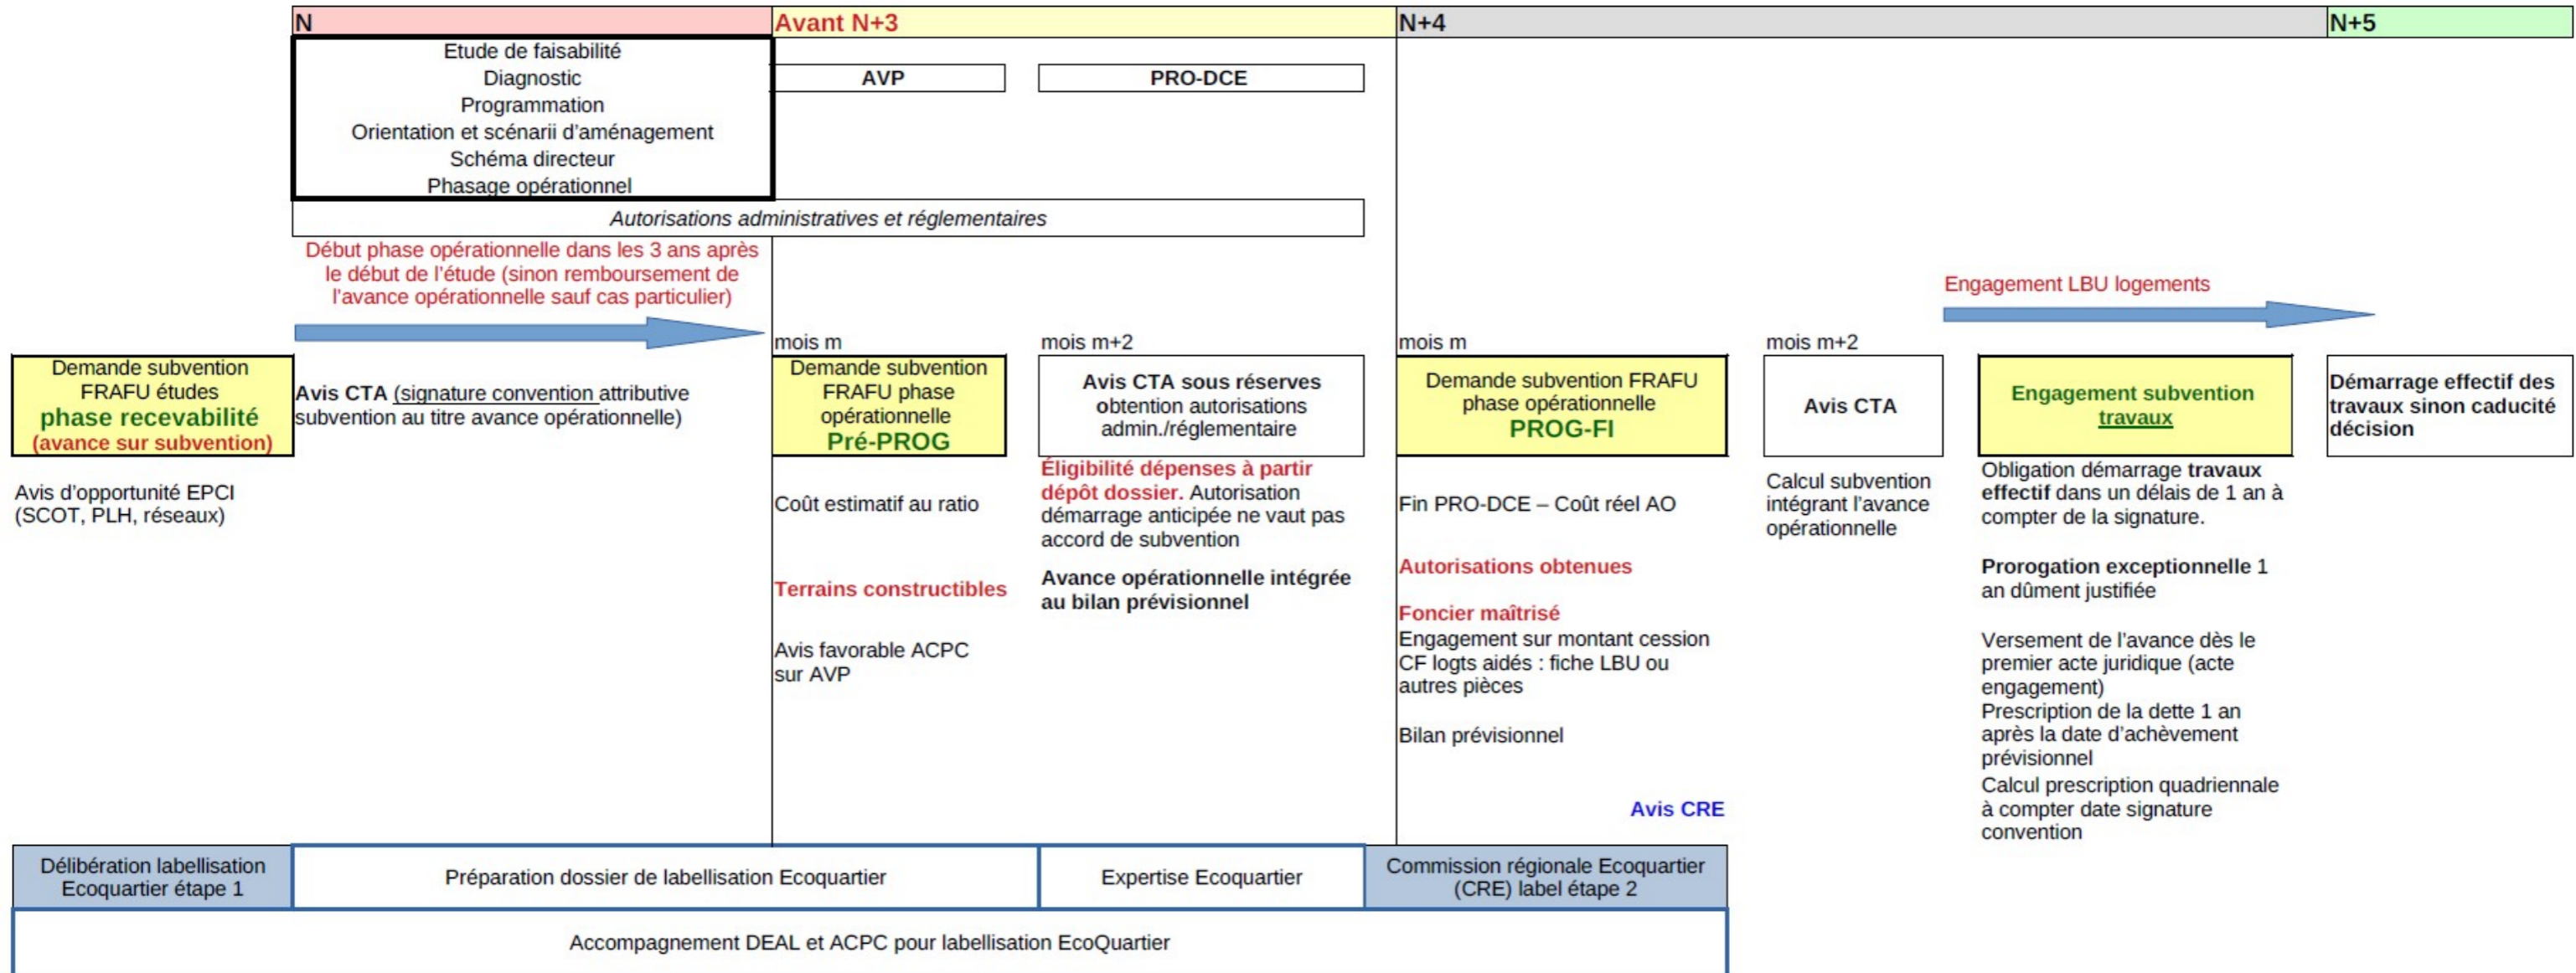 N
Avant N+3
N+4
N+5
Etude de faisabilité
Diagnostic
Programmation
Orientation et scénarii d'aménagement
Schéma directeur
Phasage opérationnel
AVP
PRO-DCE
Autorisations administratives et réglementaires
Début phase opérationnelle dans les 3 ans après
le début de l'étude (sinon remboursement de
l'avance opérationnelle sauf cas particulier)
Engagement LBU logements
mois m
mois m+2
mois m
mois m+2
Demande subvention
FRAFU études
phase recevabilité
(avance sur subvention)
Avis d'opportunité EPCI
(SCOT, PLH, réseaux)
Avis CTA (signature convention attributive
subvention au titre avance opérationnelle)
Demande subvention
FRAFU phase
opérationnelle
Pré-PROG
Coût estimatif au ratio
Terrains constructibles
Avis favorable ACPC
sur AVP
Avis CTA sous réserves
obtention autorisations
admin./réglementaire
Éligibilité dépenses à partir
dépôt dossier. Autorisation
démarrage anticipée ne vaut pas
accord de subvention
Avance opérationnelle intégrée
au bilan prévisionnel
Demande subvention FRAFU
phase opérationnelle
PROG-FI
Fin PRO-DCE – Coût réel AO
Autorisations obtenues
Foncier maîtrisé
Engagement sur montant cession
CF logts aidés : fiche LBU ou
autres pièces
Bilan prévisionnel
Avis CRE
Avis CTA
Calcul subvention
intégrant l'avance
opérationnelle
Engagement subvention
travaux
Obligation démarrage travaux
effectif dans un délais de 1 an à
compter de la signature.
Prorogation exceptionnelle 1
an dûment justifiée
Versement de l'avance dès le
premier acte juridique (acte
engagement)
Prescription de la dette 1 an
après la date d'achèvement
prévisionnel
Calcul prescription quadriennale
à compter date signature
convention
Démarrage effectif des
travaux sinon caducité
décision
Délibération labellisation
Ecoquartier étape 1
Préparation dossier de labellisation Ecoquartier
Expertise Ecoquartier
Commission régionale Ecoquartier
(CRE) label étape 2
Accompagnement DEAL et ACPC pour labellisation EcoQuartier